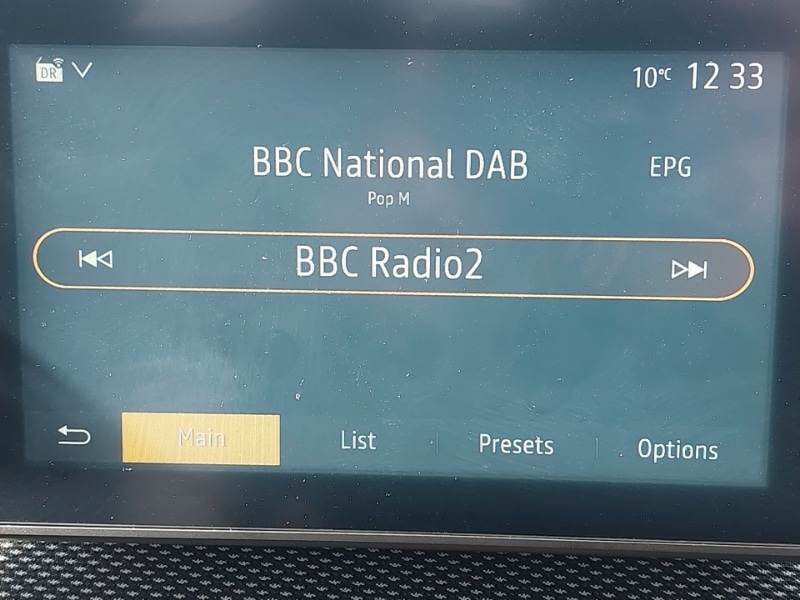 DR 10°C 12 33
BBC National DAB EPG
Pop M
BBC Radio2
Main List Presets Options